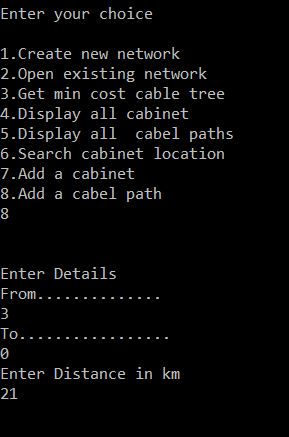 Enter your choice
1.Create new network
2.Open existing network
3.Get min cost cable tree
4.Display all cabinet
5.Display all  cabel paths
6.Search cabinet location
7.Add a cabinet
8.Add a cabel path
8
Enter Details
From..............
3
To.................
0
Enter Distance in km
21